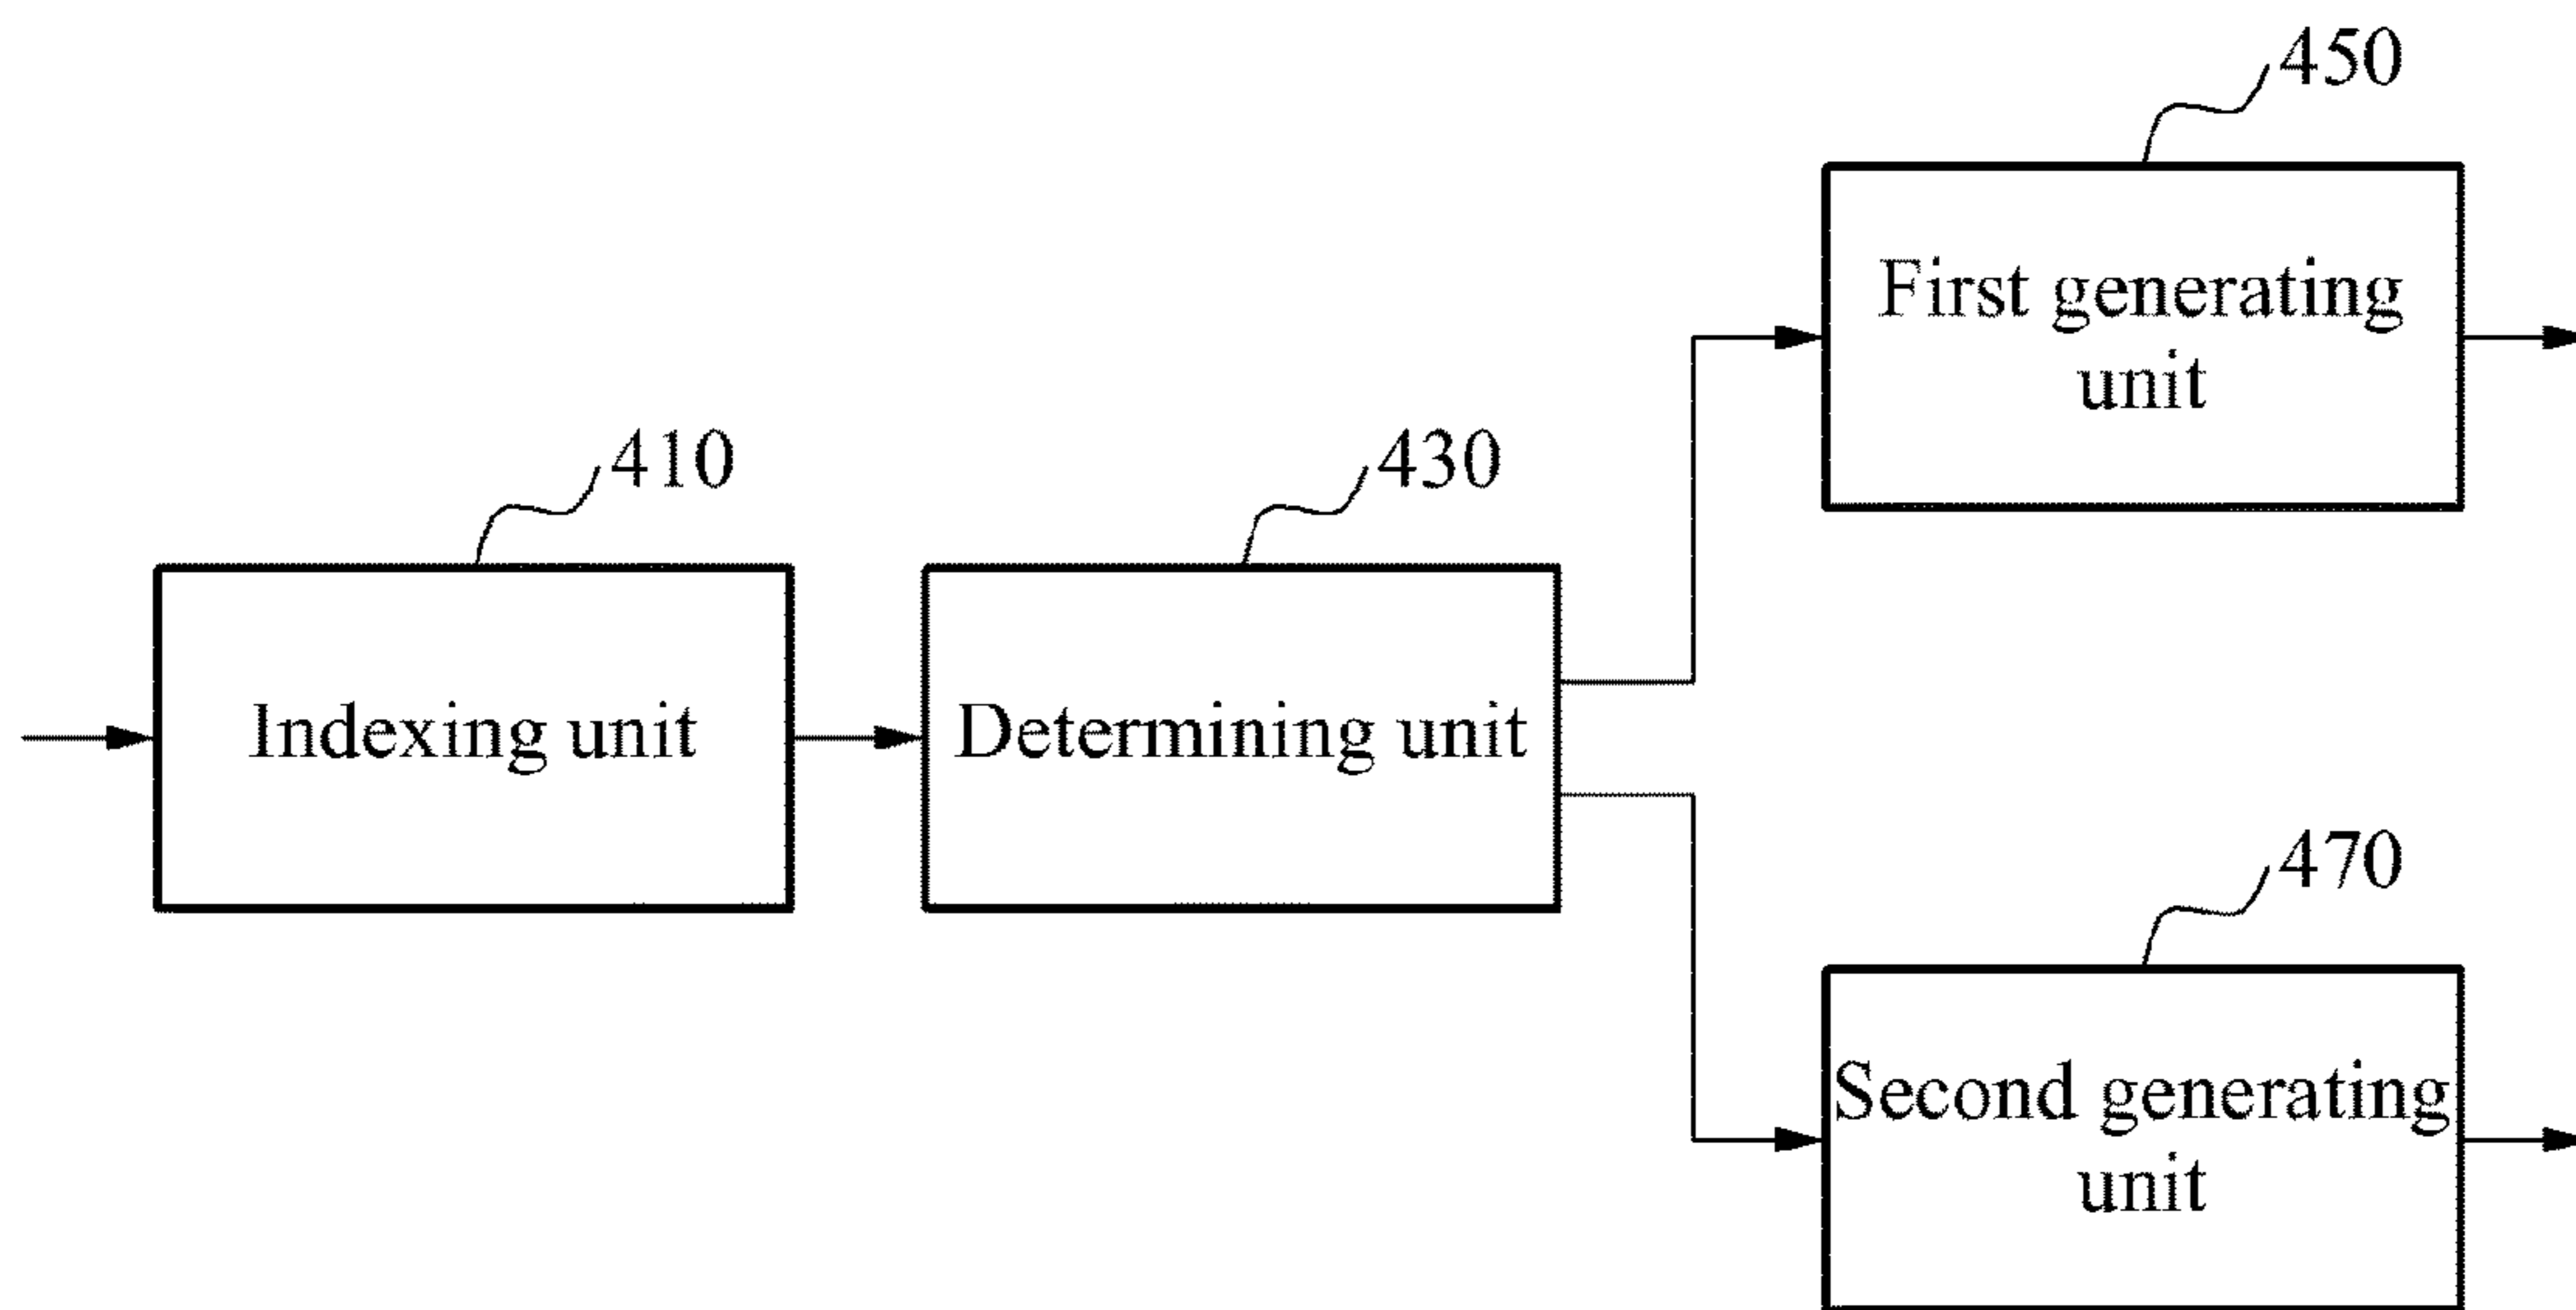 450
First generating
unit
410
430
Indexing unit
Determining unit
470
Second generating
unit